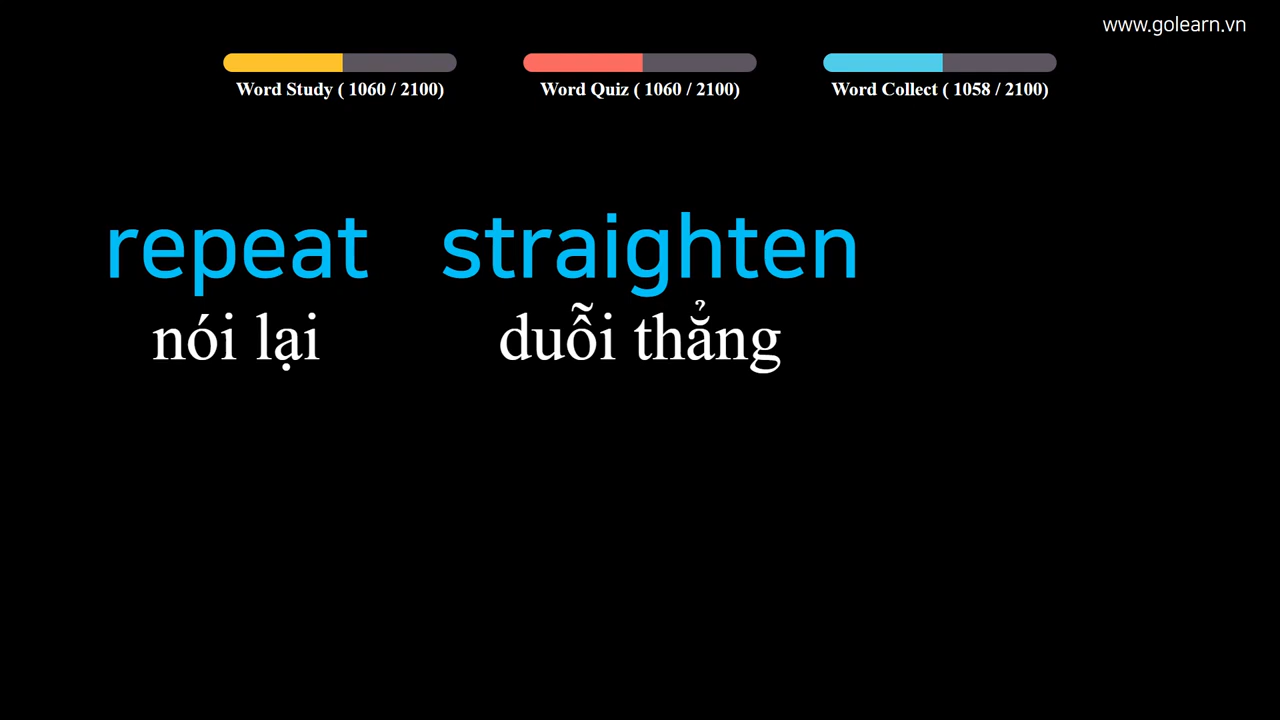 www.golearn.vn
Word Study ( 1060 / 2100) Word Quiz ( 1060 / 2100) Word Collect ( 1058 / 2100)
repeat straighten
nói lại duỗi thẳng